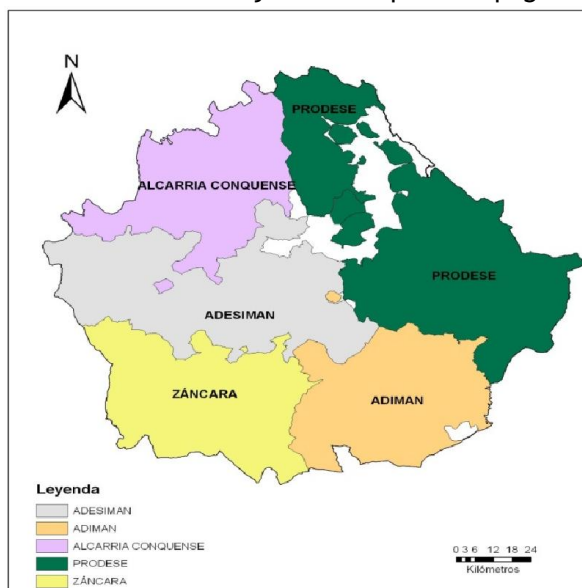 N
PRODESE
ALCARRIA CONQUENSE
PRODESE
ADESIMAN
ZÁNCARA
ADIMAN
Leyenda
ADESIMAN
ADIMAN
ALCARRIA CONQUENSE
PRODESE
ZÁNCARA
0 3 6 12 18 24
Kilómetros